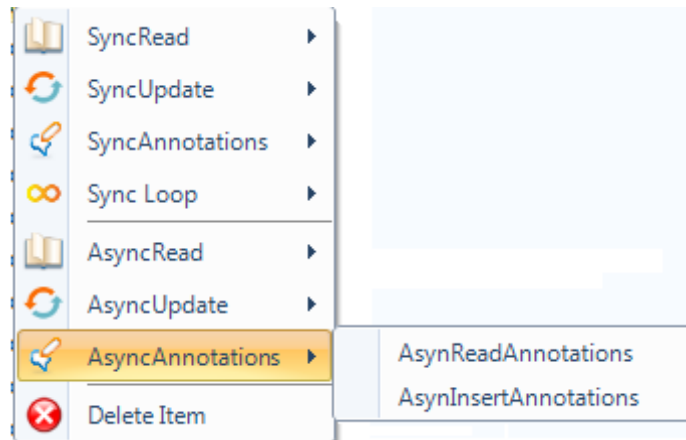 SyncRead
SyncUpdate
SyncAnnotations
Sync Loop
AsyncRead
AsyncUpdate
AsyncAnnotations
AsynReadAnnotations
AsynInsertAnnotations
Delete Item